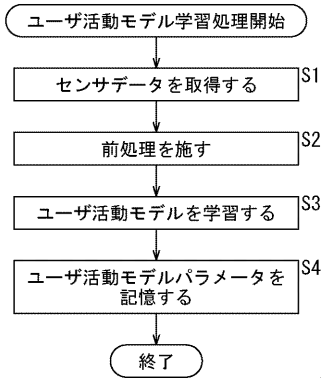 ユーザ活動モデル学習処理開始
センサデータを取得する
S1
前処理を施す
S2
ユーザ活動モデルを学習する
S3
ユーザ活動モデルパラメータを
記憶する
S4
終了